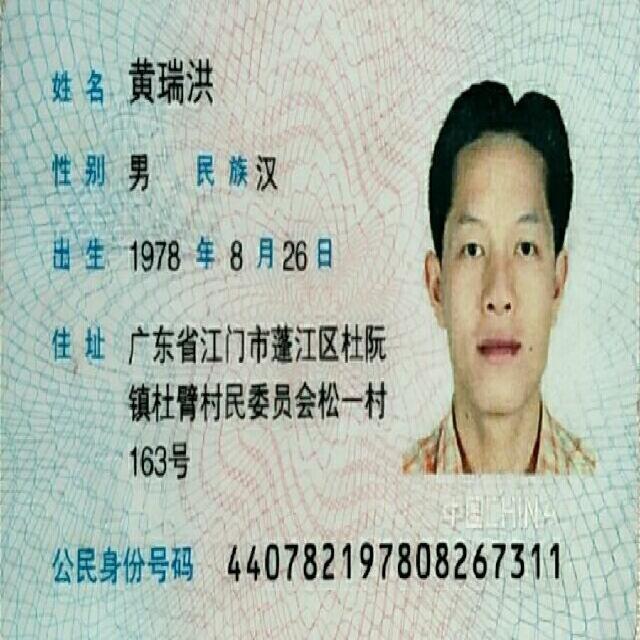 姓名 黄瑞洪
性别 男 民族 汉
出生 1978 年 8 月 26 日
住址 广东省江门市蓬江区杜阮
镇杜臂村民委员会松一村
163号
中国CHINA
公民身份号码 440782197808267311